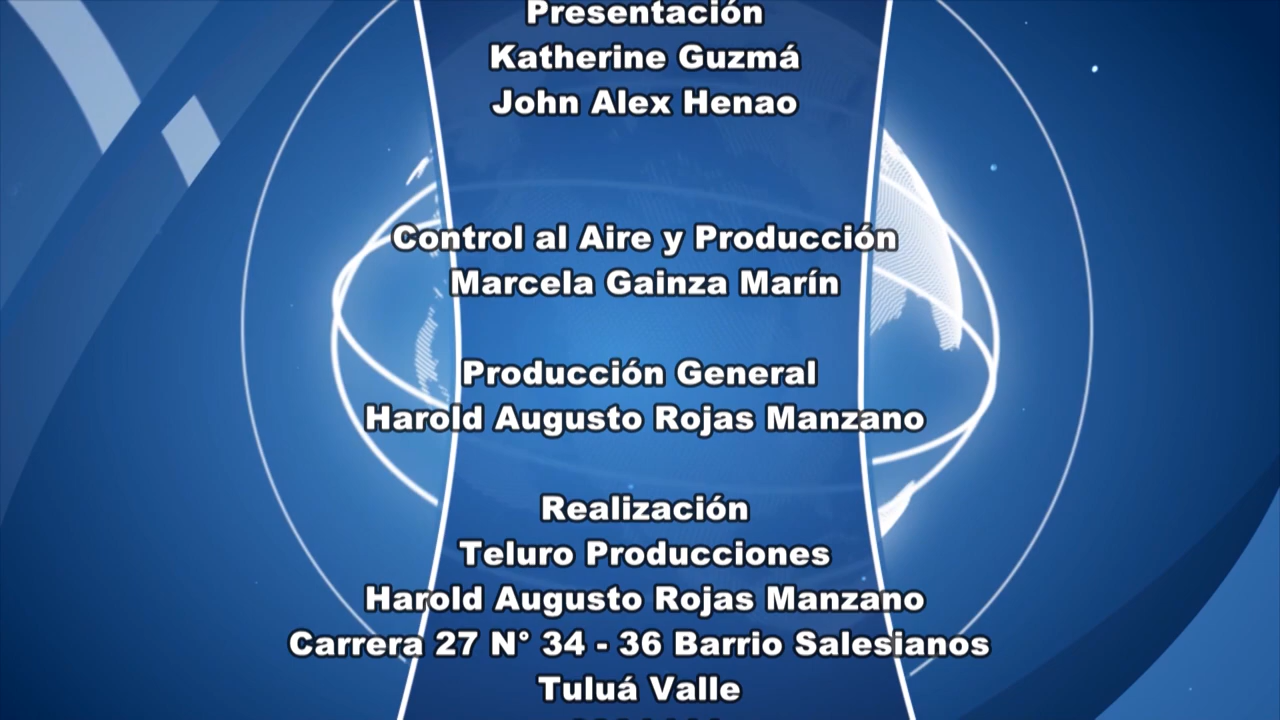 Presentación
Katherine Guzmá
John Alex Henao
Control al Aire y Producción
Marcela Gainza Marín
Producción General
Harold Augusto Rojas Manzano
Realización
Teluro Producciones
Harold Augusto Rojas Manzano
Carrera 27 N° 34 - 36 Barrio Salesianos
Tuluá Valle